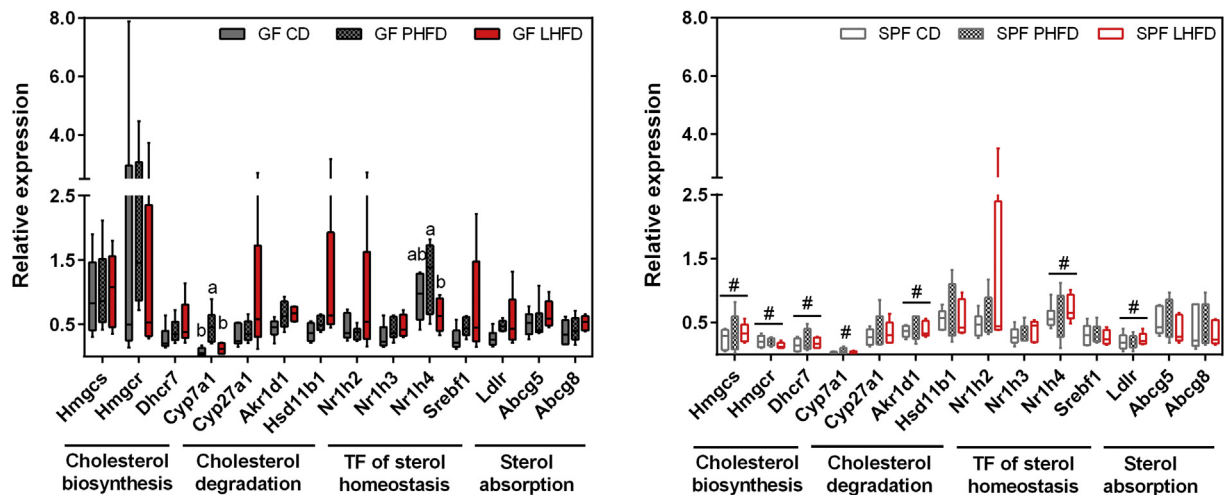 8.0
6.0
4.0
2.5
1.5
0.5
Relative expression
GF CD GF PHFD GF LHFD
b a b ab a b
Hmgcs Hmgcr Dhcr7 Cyp7a1 Cyp27a1 Akr1d1 Hsd11b1 Nr1h2 Nr1h3 Nr1h4 Srebf1 Ldlr Abcg5 Abcg8
Cholesterol biosynthesis
Cholesterol degradation
TF of sterol homeostasis
Sterol absorption
8.0
6.0
4.0
2.5
1.5
0.5
Relative expression
SPF CD SPF PHFD SPF LHFD
# # # # # # #
Hmgcs Hmgcr Dhcr7 Cyp7a1 Cyp27a1 Akr1d1 Hsd11b1 Nr1h2 Nr1h3 Nr1h4 Srebf1 Ldlr Abcg5 Abcg8
Cholesterol biosynthesis
Cholesterol degradation
TF of sterol homeostasis
Sterol absorption